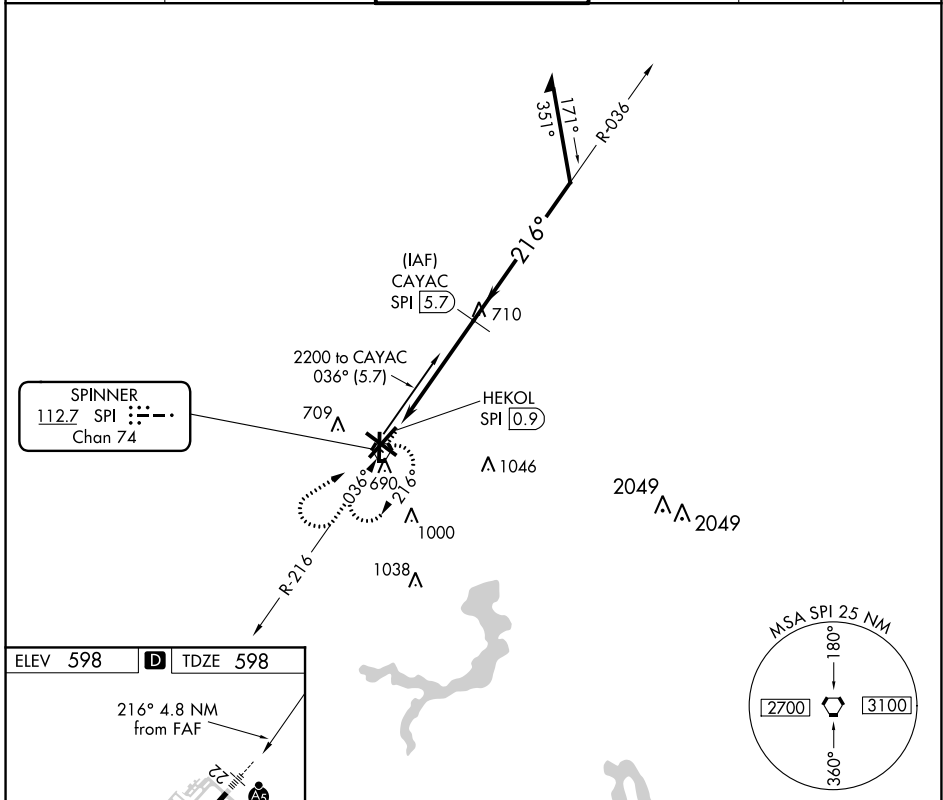 171°
351°
R-036
216°
(IAF)
CAYAC
SPI 5.7
710
2200 to CAYAC
036° (5.7)
SPINNER
112.7 SPI
Chan 74
HEKOL
SPI 0.9
709
1046
036°
690
216°
2049
2049
1000
1038
R-216
MSA SPI 25 NM
180°
2700
3100
360°
ELEV 598 D TDZE 598
216° 4.8 NM
from FAF
22
A5